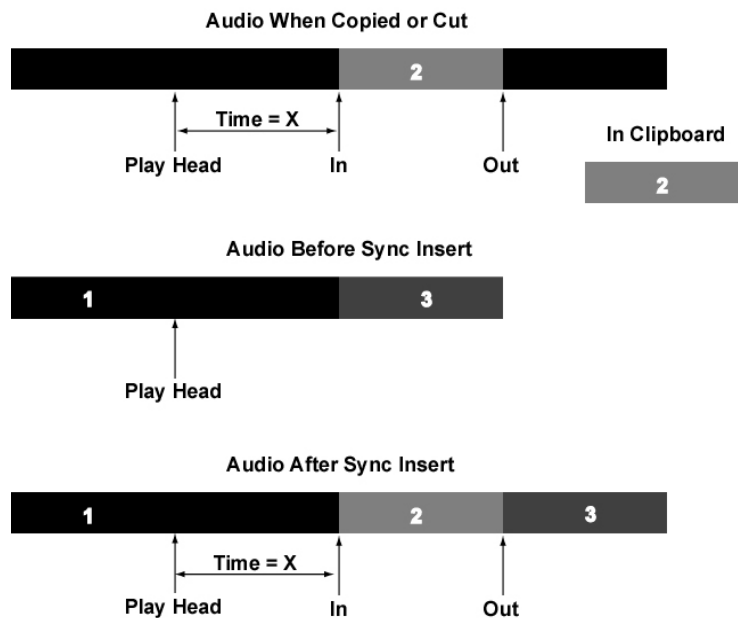 Audio When Copied or Cut
2
Time = X
Play Head
In
Out
In Clipboard
2
Audio Before Sync Insert
1
3
Play Head
Audio After Sync Insert
1
2
3
Time = X
Play Head
In
Out